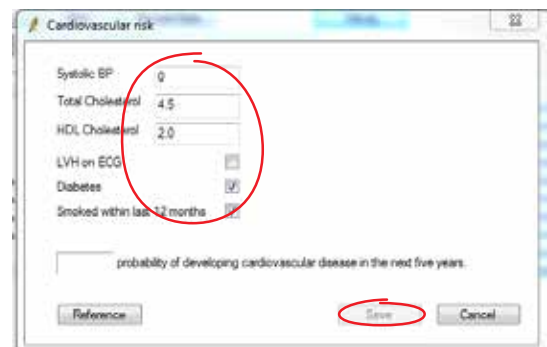 Cardiovascular risk
Systolic BP 0
Total Cholesterol 4.5
HDL Cholesterol 2.0
LVH on ECG
Diabetes
Smoked within last 12 months
probability of developing cardiovascular disease in the next five years.
Reference Save Cancel